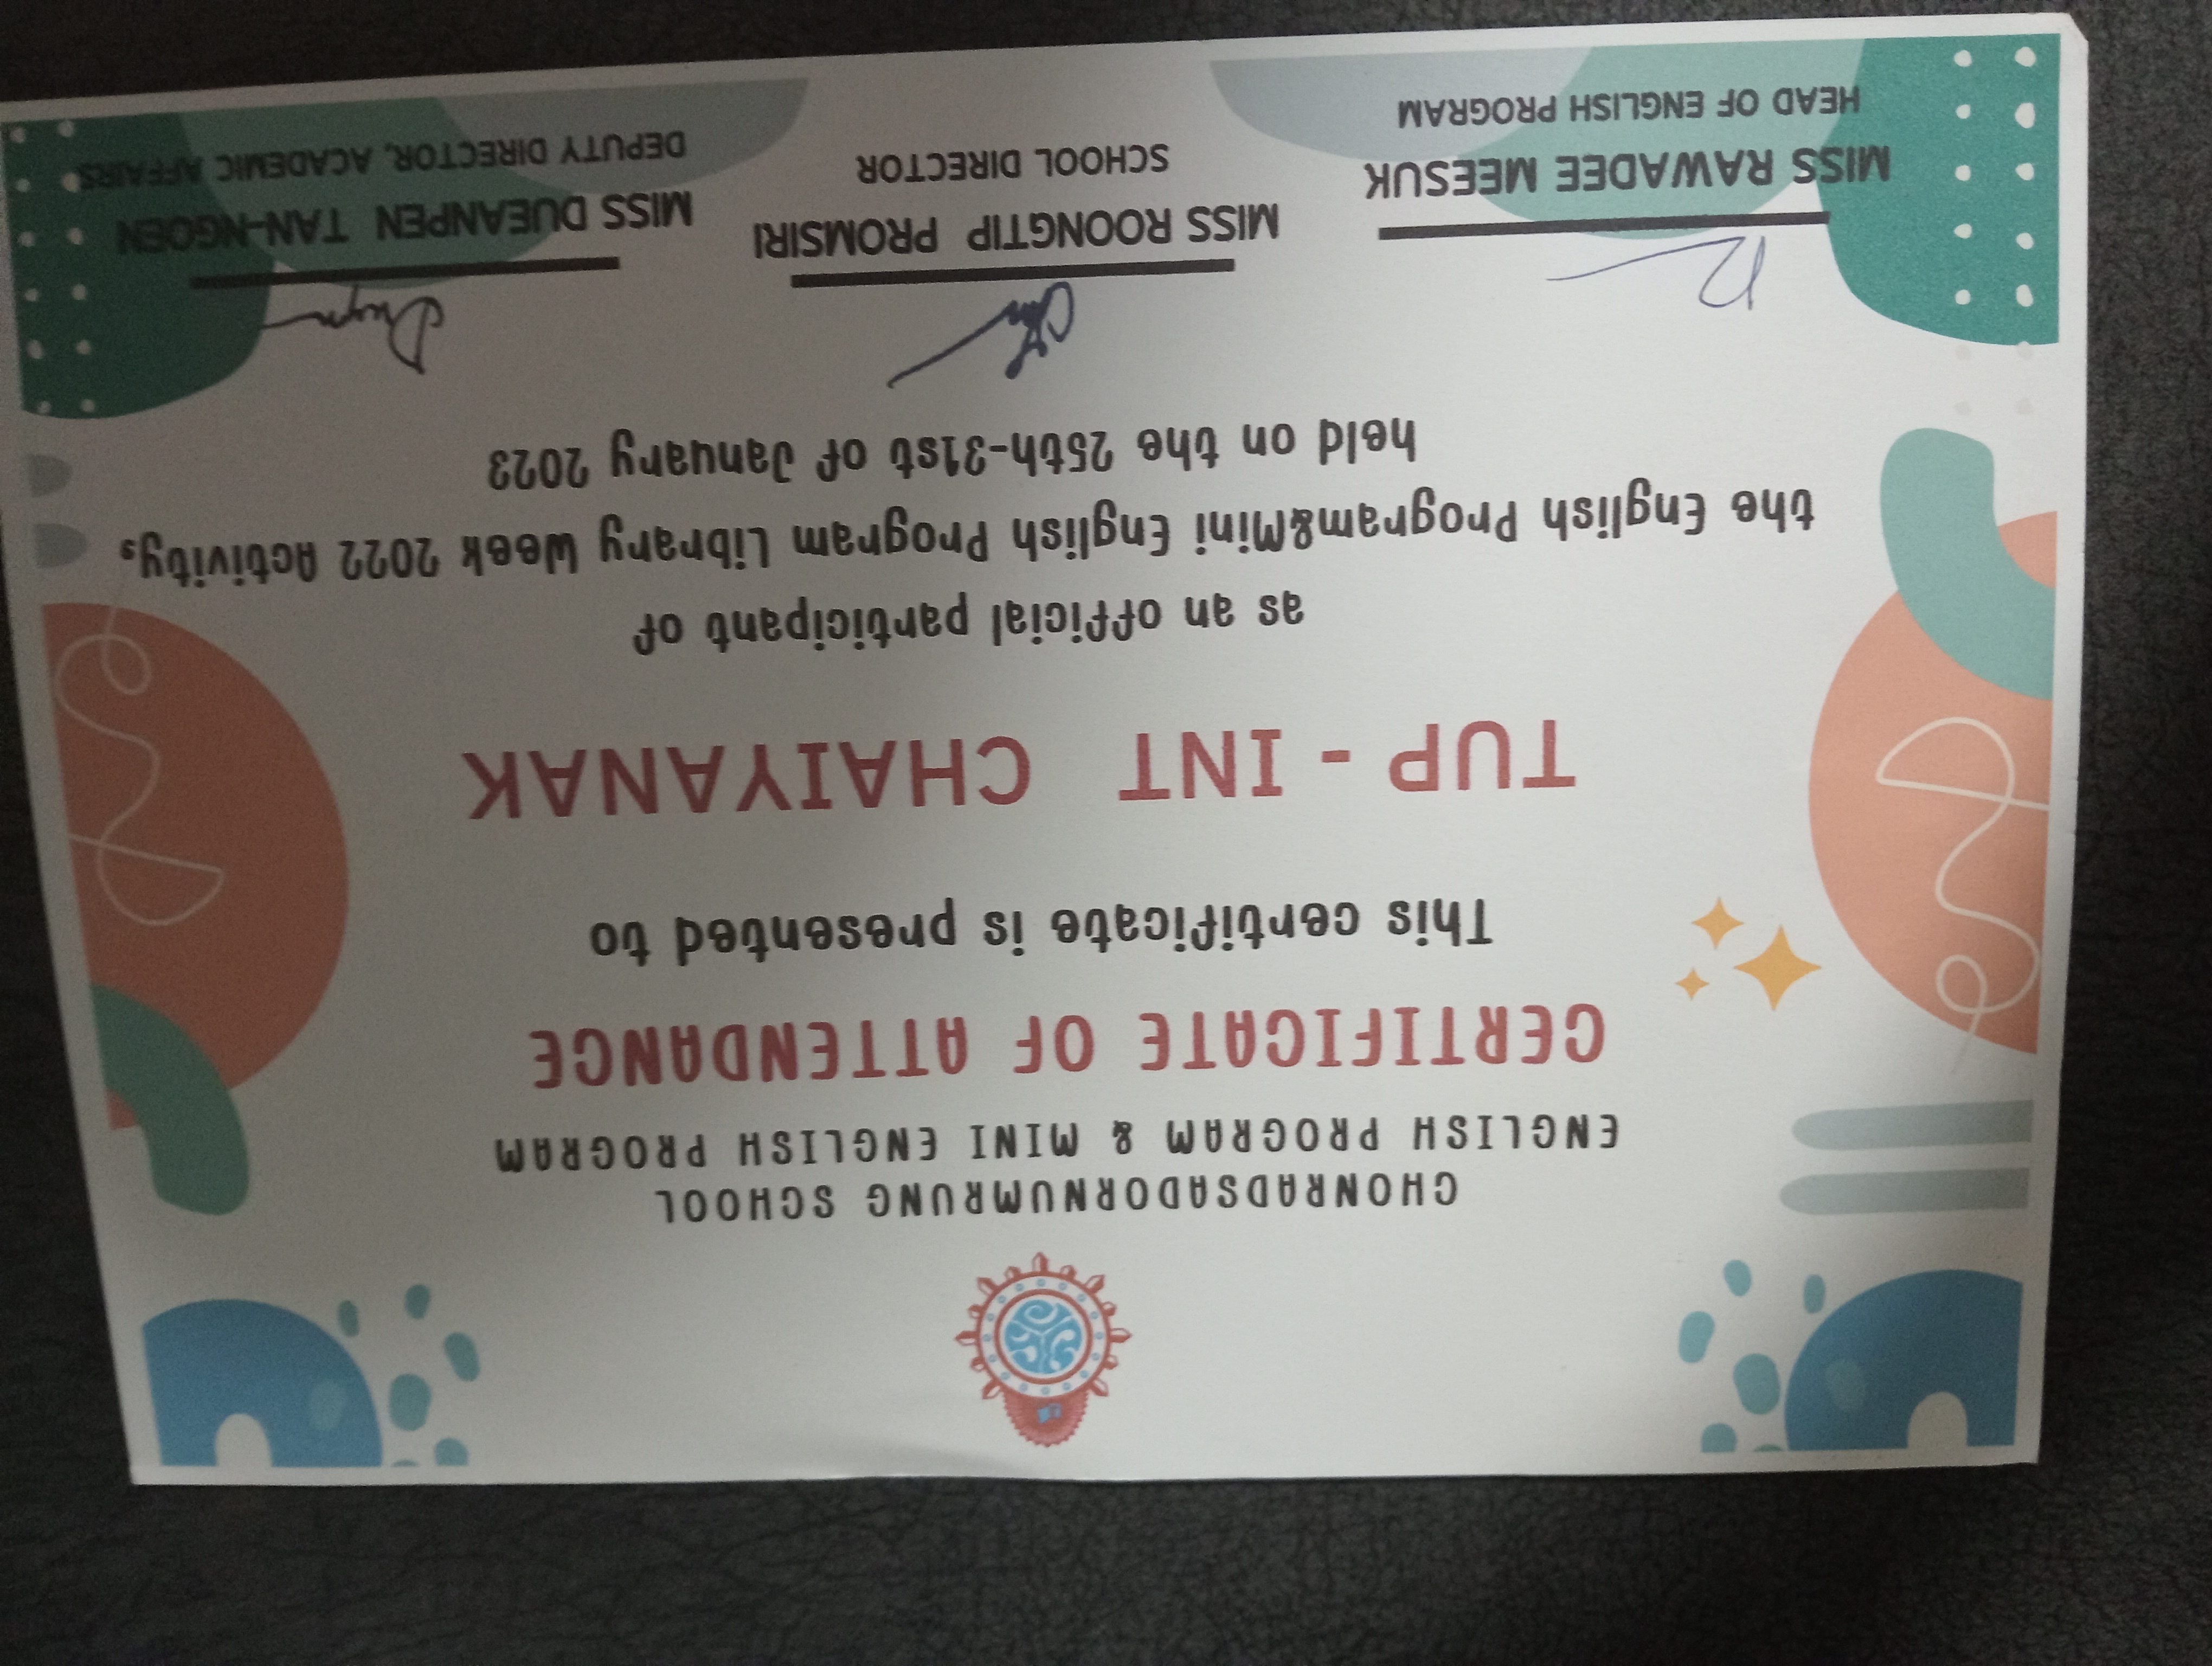 CHONRADSADORNUMRUNG SCHOOL
ENGLISH PROGRAM & MINI ENGLISH PROGRAM
CERTIFICATE OF ATTENDANCE
This certificate is presented to
TUP - INT CHAIYANAK
as an official participant of
the English Program&Mini English Program Library Week 2022 Activity,
held on the 25th-31st of January 2023
MISS RAWADEE MEESUK
HEAD OF ENGLISH PROGRAM
MISS ROONGTIP PROMSIRI
SCHOOL DIRECTOR
MISS DUEANPEN TAN-NGOEN
DEPUTY DIRECTOR, ACADEMIC AFFAIRS